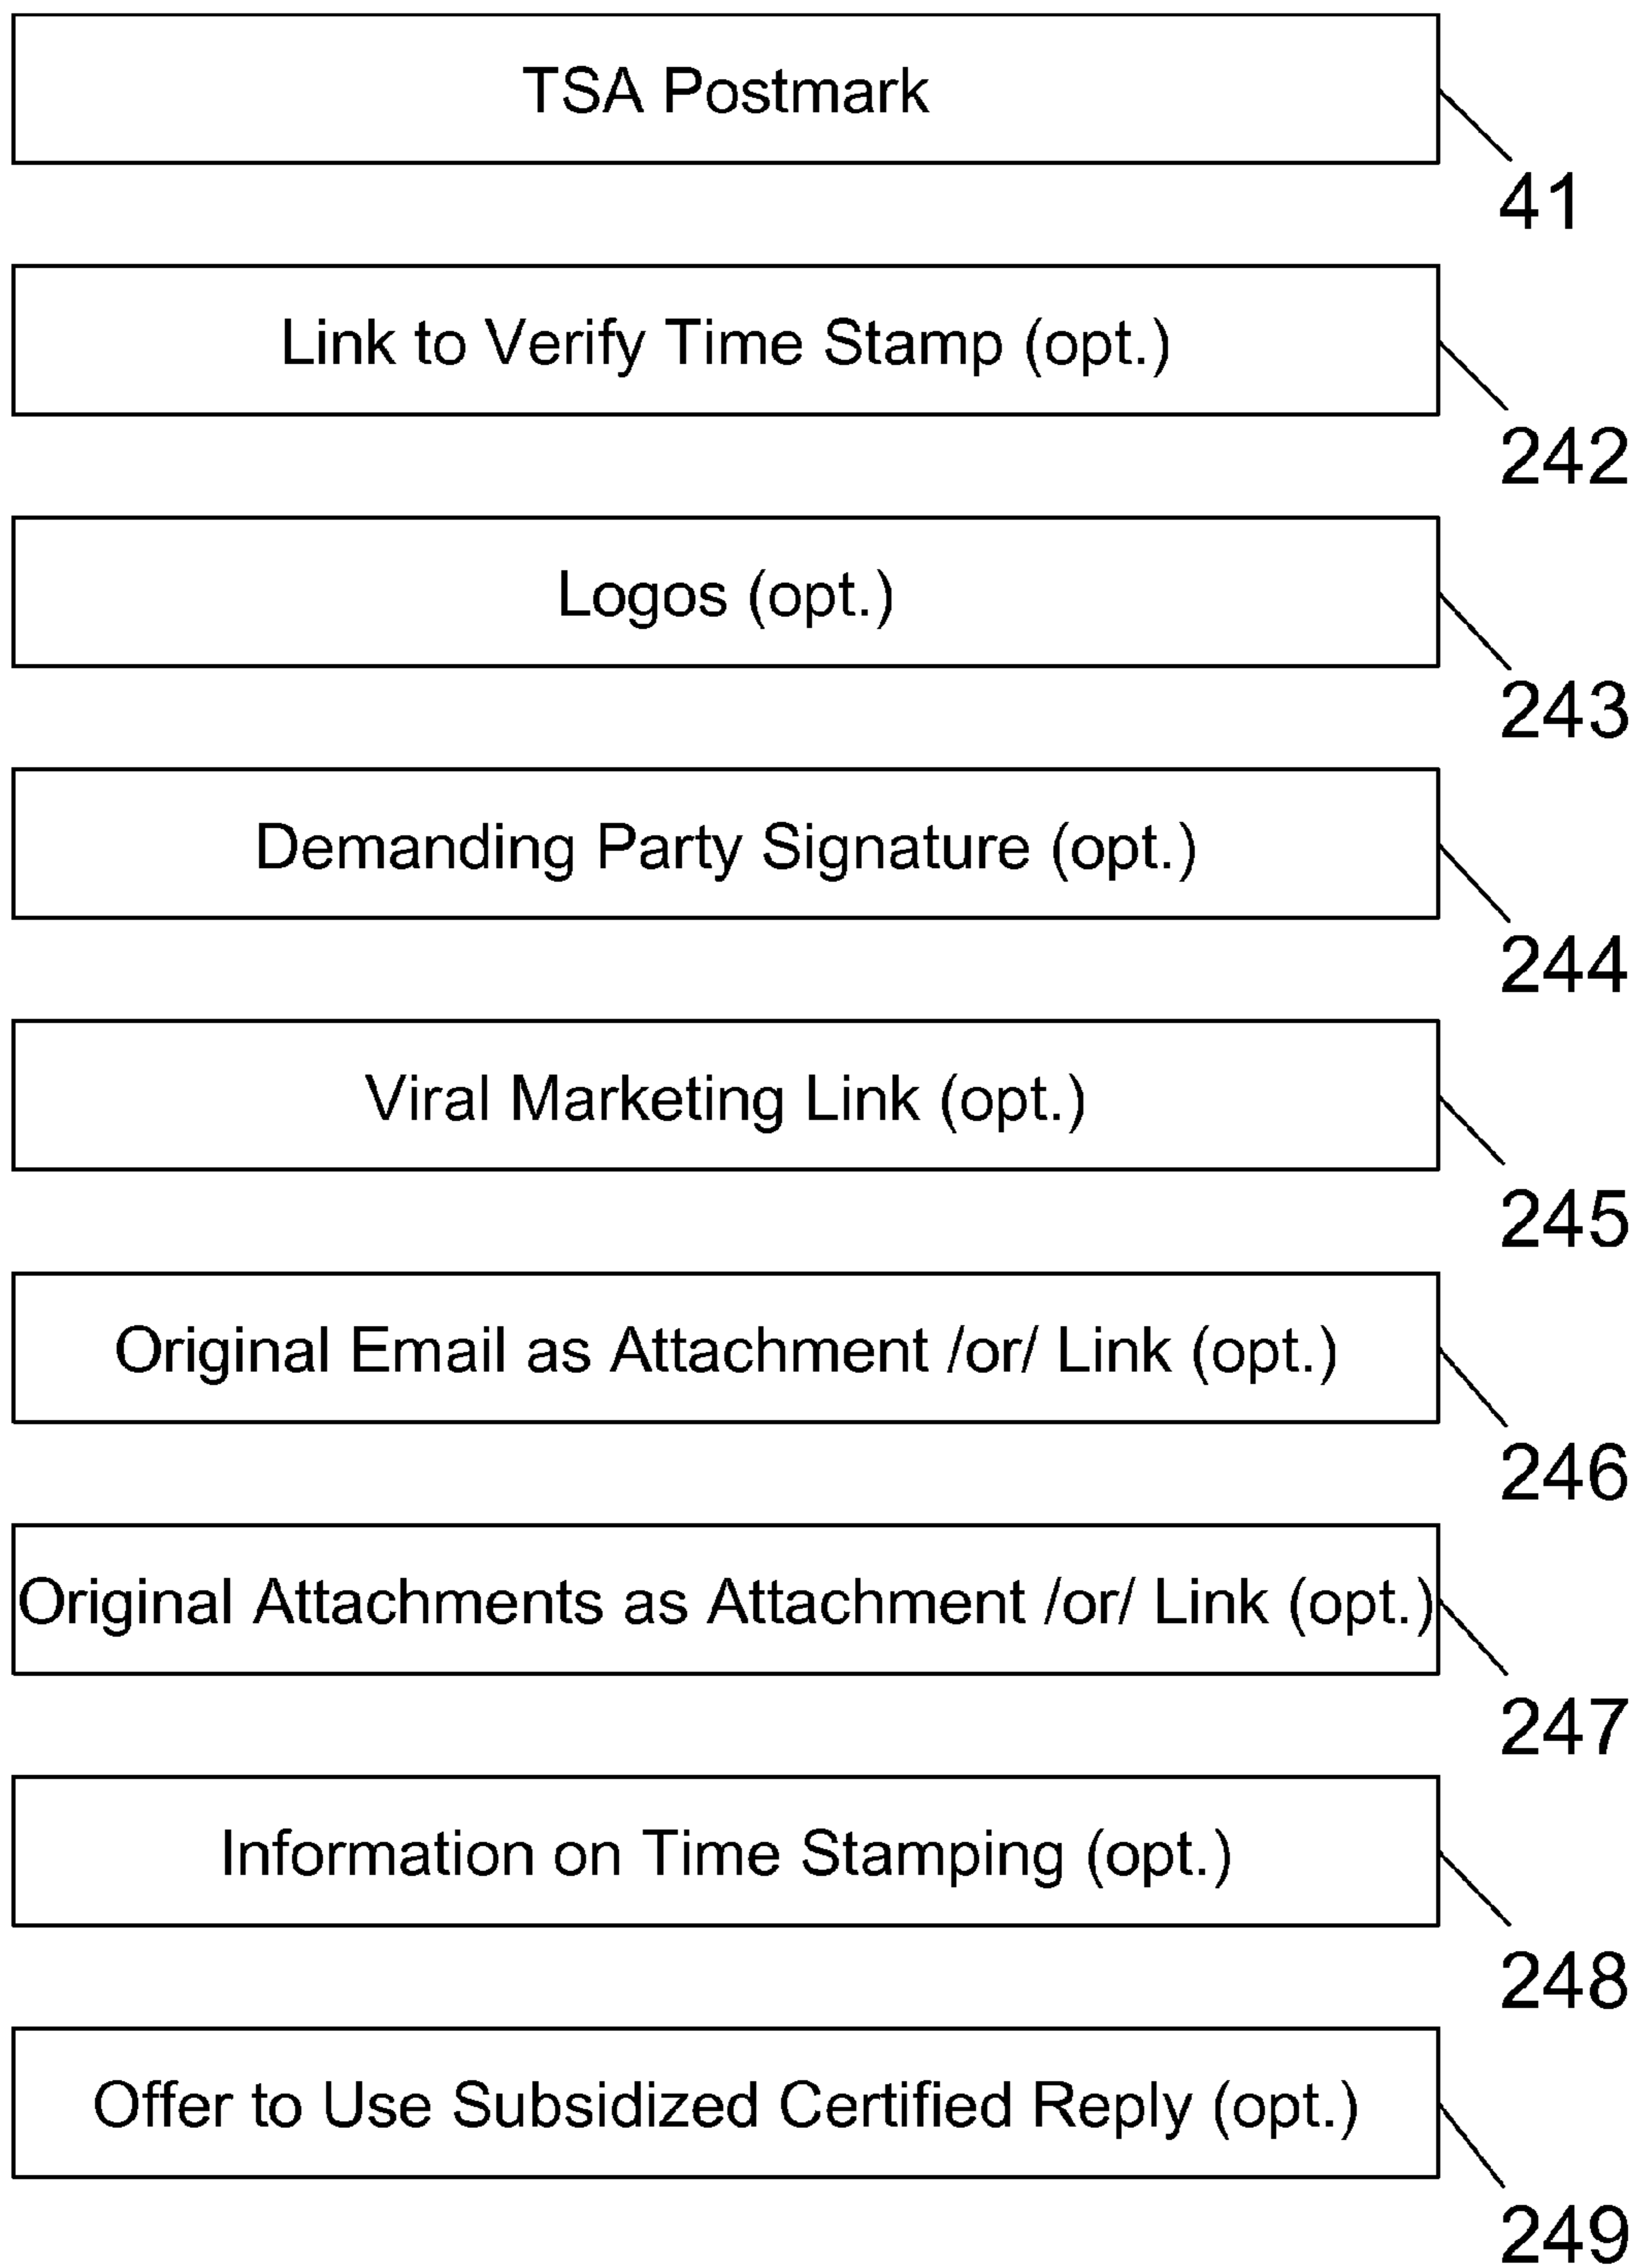 TSA Postmark
41
Link to Verify Time Stamp (opt.)
242
Logos (opt.)
243
Demanding Party Signature (opt.)
244
Viral Marketing Link (opt.)
245
Original Email as Attachment /or/ Link (opt.)
246
Original Attachments as Attachment /or/ Link (opt.)
247
Information on Time Stamping (opt.)
248
Offer to Use Subsidized Certified Reply (opt.)
249